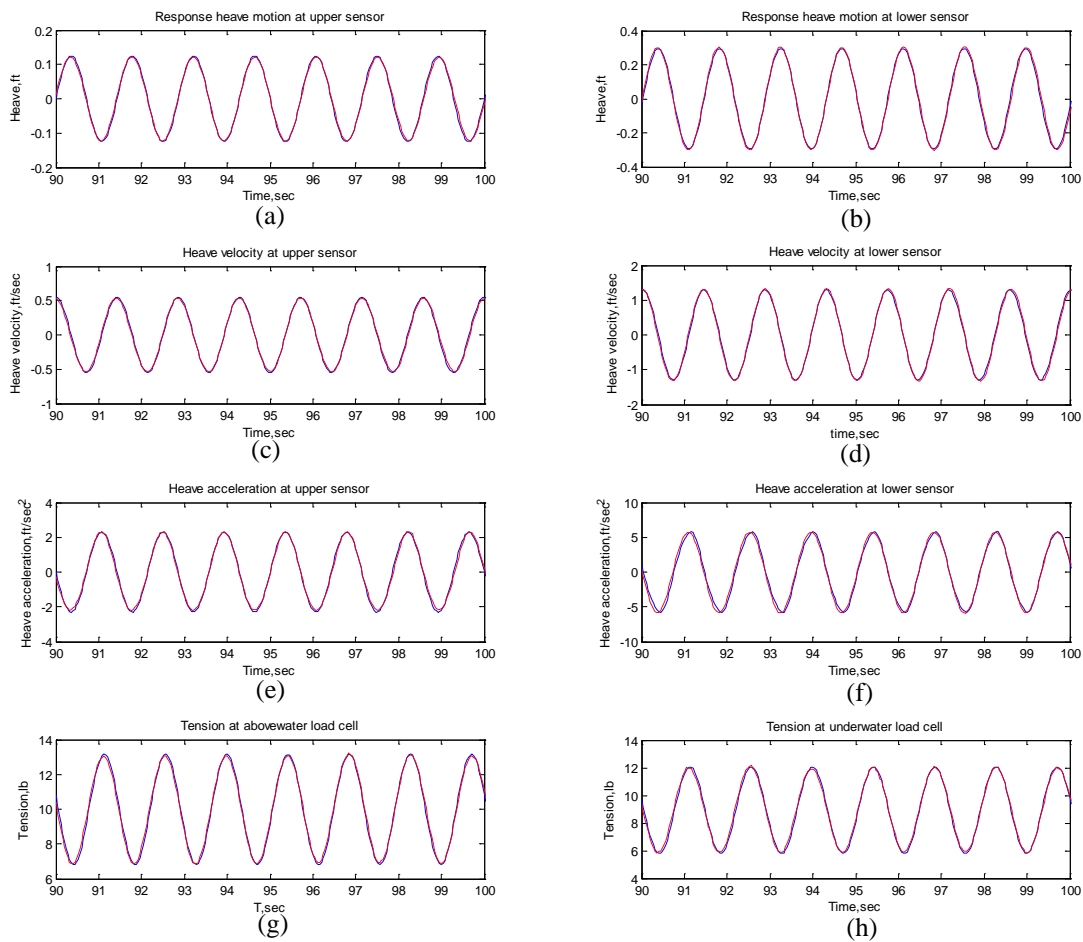 Response heave motion at upper sensor
Heave,ft
0.2
0.1
0
-0.1
-0.2
90 91 92 93 94 95 96 97 98 99 100
Time,sec
(a)
Response heave motion at lower sensor
Heave,ft
0.4
0.2
0
-0.2
-0.4
90 91 92 93 94 95 96 97 98 99 100
Time,sec
(b)
Heave velocity at upper sensor
Heave velocity,ft/sec
1
0.5
0
-0.5
-1
90 91 92 93 94 95 96 97 98 99 100
Time,sec
(c)
Heave velocity at lower sensor
Heave velocity,ft/sec
2
1
0
-1
-2
90 91 92 93 94 95 96 97 98 99 100
time,sec
(d)
Heave acceleration at upper sensor
Heave acceleration,ft/sec²
4
2
0
-2
-4
90 91 92 93 94 95 96 97 98 99 100
Time,sec
(e)
Heave acceleration at lower sensor
Heave acceleration,ft/sec²
10
5
0
-5
-10
90 91 92 93 94 95 96 97 98 99 100
Time,sec
(f)
Tension at abovewater load cell
Tension,lb
14
12
10
8
6
90 91 92 93 94 95 96 97 98 99 100
T,sec
(g)
Tension at underwater load cell
Tension,lb
14
12
10
8
6
4
90 91 92 93 94 95 96 97 98 99 100
Time,sec
(h)